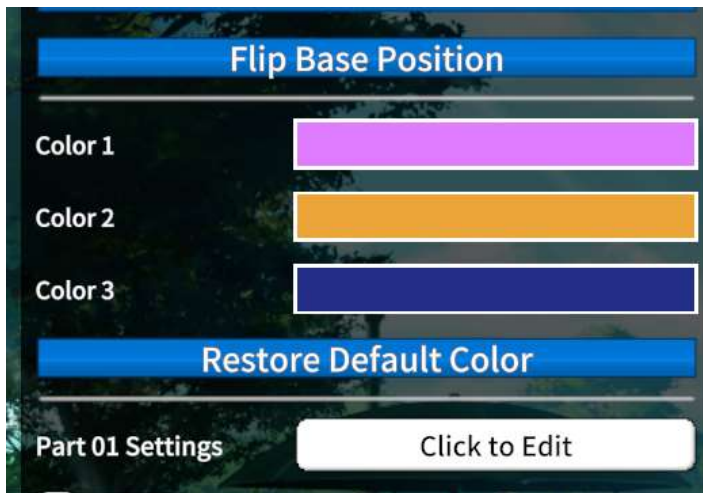 Flip Base Position
Color 1
Color 2
Color 3
Restore Default Color
Part 01 Settings
Click to Edit